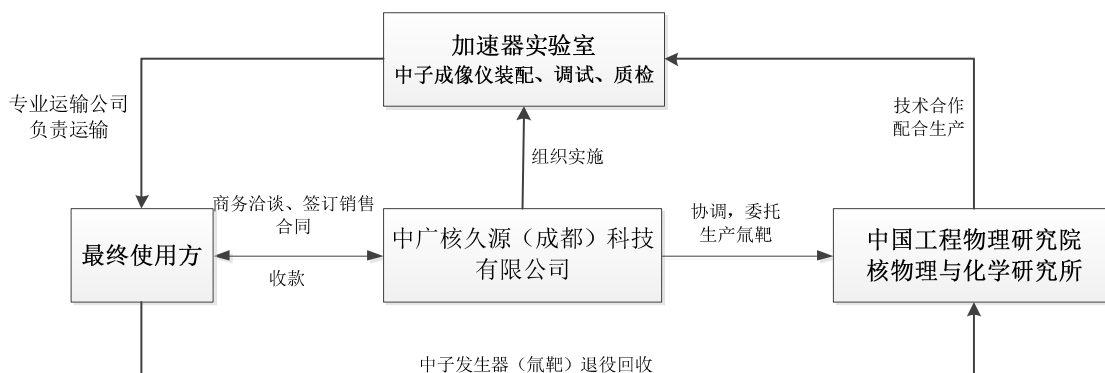 加速器实验室
中子成像仪装配、调试、质检
专业运输公司
负责运输
技术合作
配合生产
组织实施
商务洽谈、签订销售
合同
收款
最终使用方
中广核久源（成都）科技
有限公司
协调，委托
生产氚靶
中国工程物理研究院
核物理与化学研究所
中子发生器（氚靶）退役回收